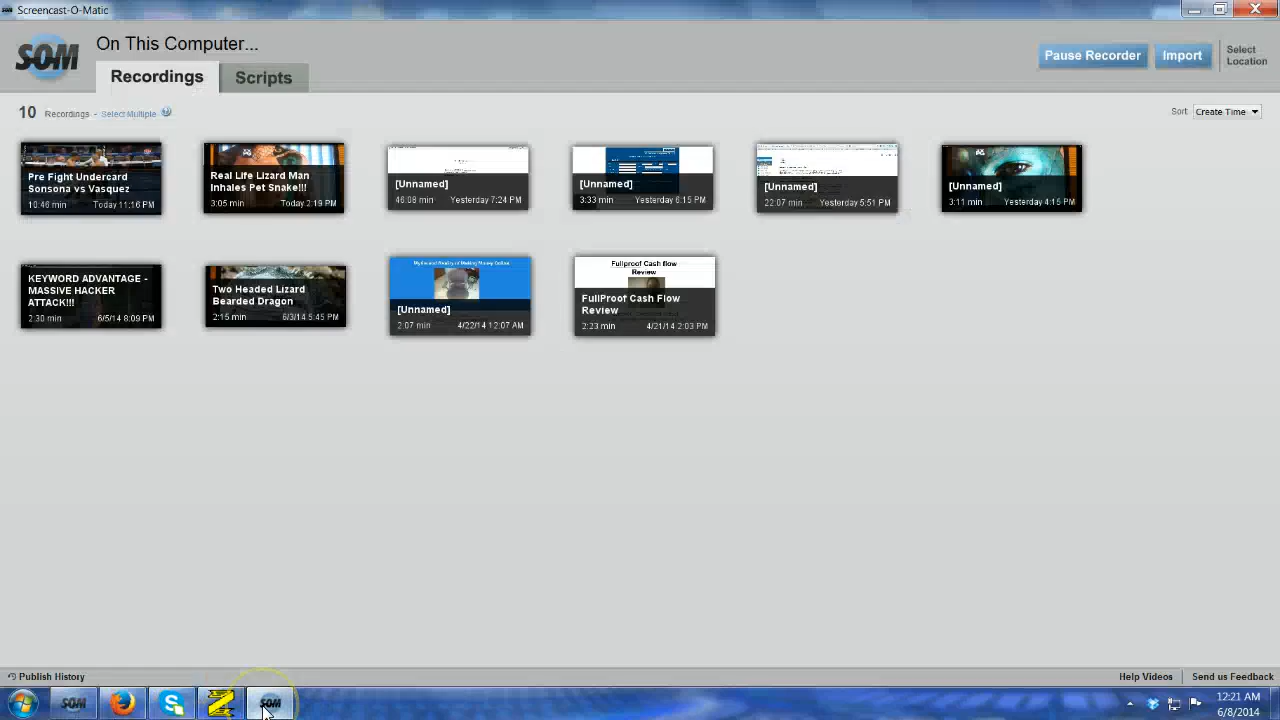 Screencast-O-Matic
SOM
On This Computer...
Recordings
Scripts
Pause Recorder
Import
Select
Location
10 Recordings - Select Multiple
Sort: Create Time
Pre Fight Undercard
Sonsona vs Vasquez
10:46 min Today 11:16 PM
Real Life Lizard Man
Inhales Pet Snake!!!
3:05 min Today 2:19 PM
[Unnamed]
46:08 min Yesterday 7:24 PM
[Unnamed]
3:33 min Yesterday 6:15 PM
[Unnamed]
22:07 min Yesterday 5:51 PM
[Unnamed]
3:11 min Yesterday 4:15 PM
KEYWORD ADVANTAGE -
MASSIVE HACKER
ATTACK!!!
2:30 min 6/5/14 8:09 PM
Two Headed Lizard
Bearded Dragon
2:15 min 6/3/14 5:45 PM
[Unnamed]
2:07 min 4/22/14 12:07 AM
Fullproof Cash flow
Review
FullProof Cash Flow
Review
2:23 min 4/21/14 2:03 PM
Publish History
Help Videos
Send us Feedback
SOM
SOM
12:21 AM
6/8/2014